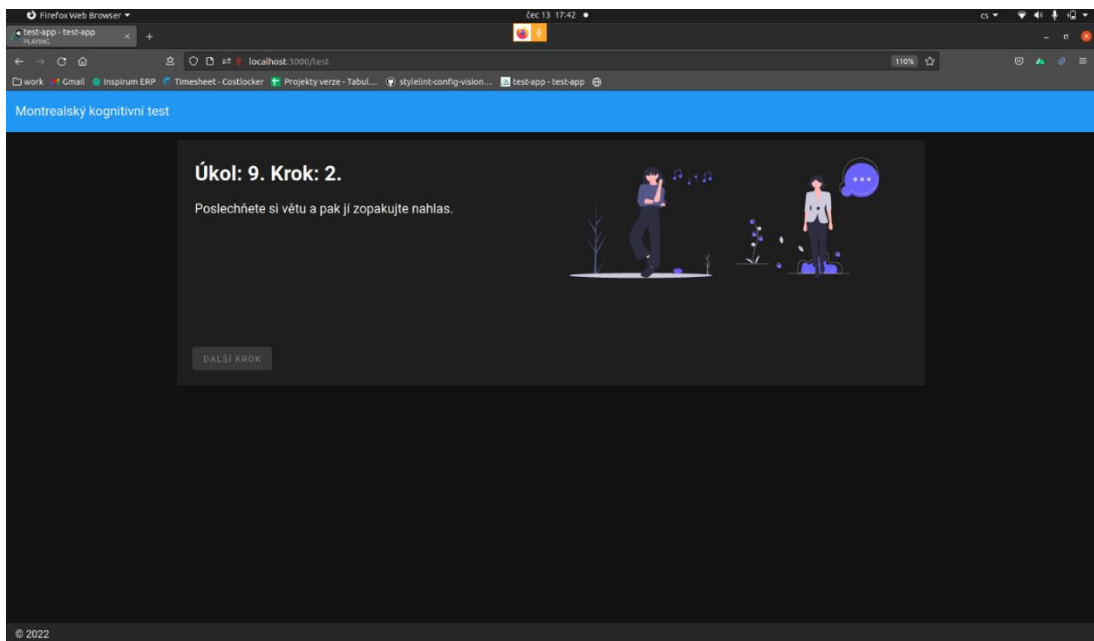 Firefox Web Browser
čec 13 17:42
cs
test-app - test-app
PLAYING
localhost:3000/test
110%
work
Gmail
Inspirum ERP
Timesheet - Costlocker
Projekty verze - Tabul...
stylelint-config-vision...
test-app - test-app
Montrealský kognitivní test
Úkol: 9. Krok: 2.
Poslechňete si větu a pak jí zopakujte nahlas.
DALŠÍ KROK
© 2022